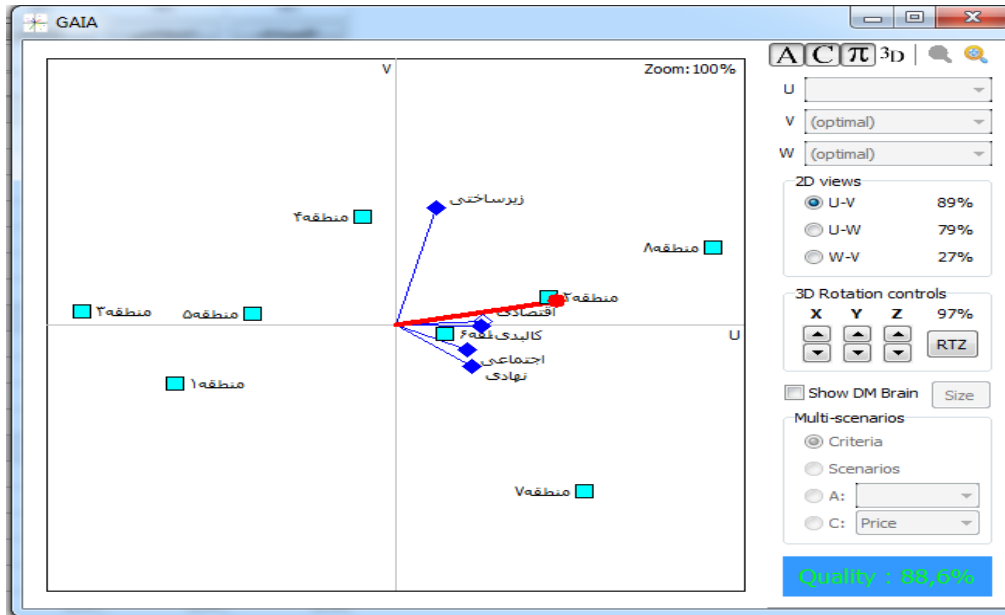 GAIA
V
Zoom: 100%
A C π 3D
U
V (optimal)
W (optimal)
2D views
U-V 89%
U-W 79%
W-V 27%
3D Rotation controls
X Y Z 97%
RTZ
Show DM Brain Size
Multi-scenarios
Criteria
Scenarios
A:
C: Price
Quality : 88,6%
زیرساختی
منطقه۴
منطقه۸
منطقه۲
منطقه۳
منطقه۵
اقتصادی
کالبدی
U
اجتماعی
نهادی
منطقه۱
منطقه۷